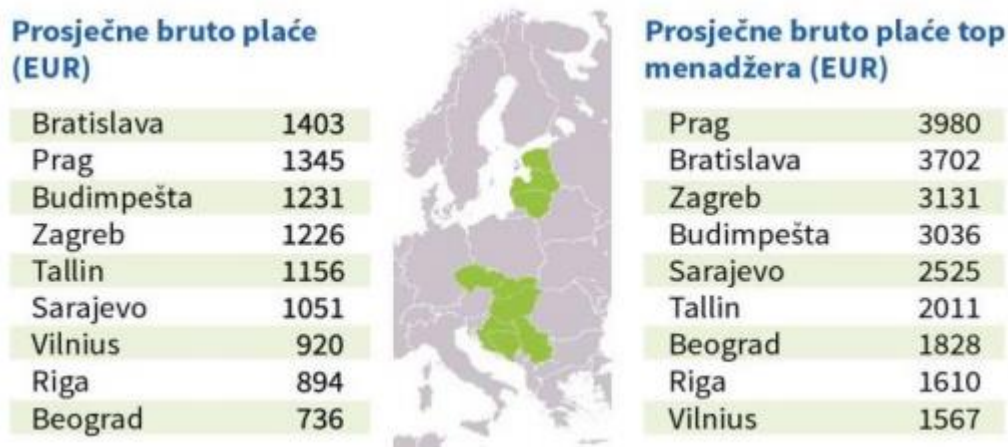 Prosječne bruto plaće
(EUR)
Bratislava 1403
Prag 1345
Budimpešta 1231
Zagreb 1226
Tallin 1156
Sarajevo 1051
Vilnius 920
Riga 894
Beograd 736
Prosječne bruto plaće top
menadžera (EUR)
Prag 3980
Bratislava 3702
Zagreb 3131
Budimpešta 3036
Sarajevo 2525
Tallin 2011
Beograd 1828
Riga 1610
Vilnius 1567